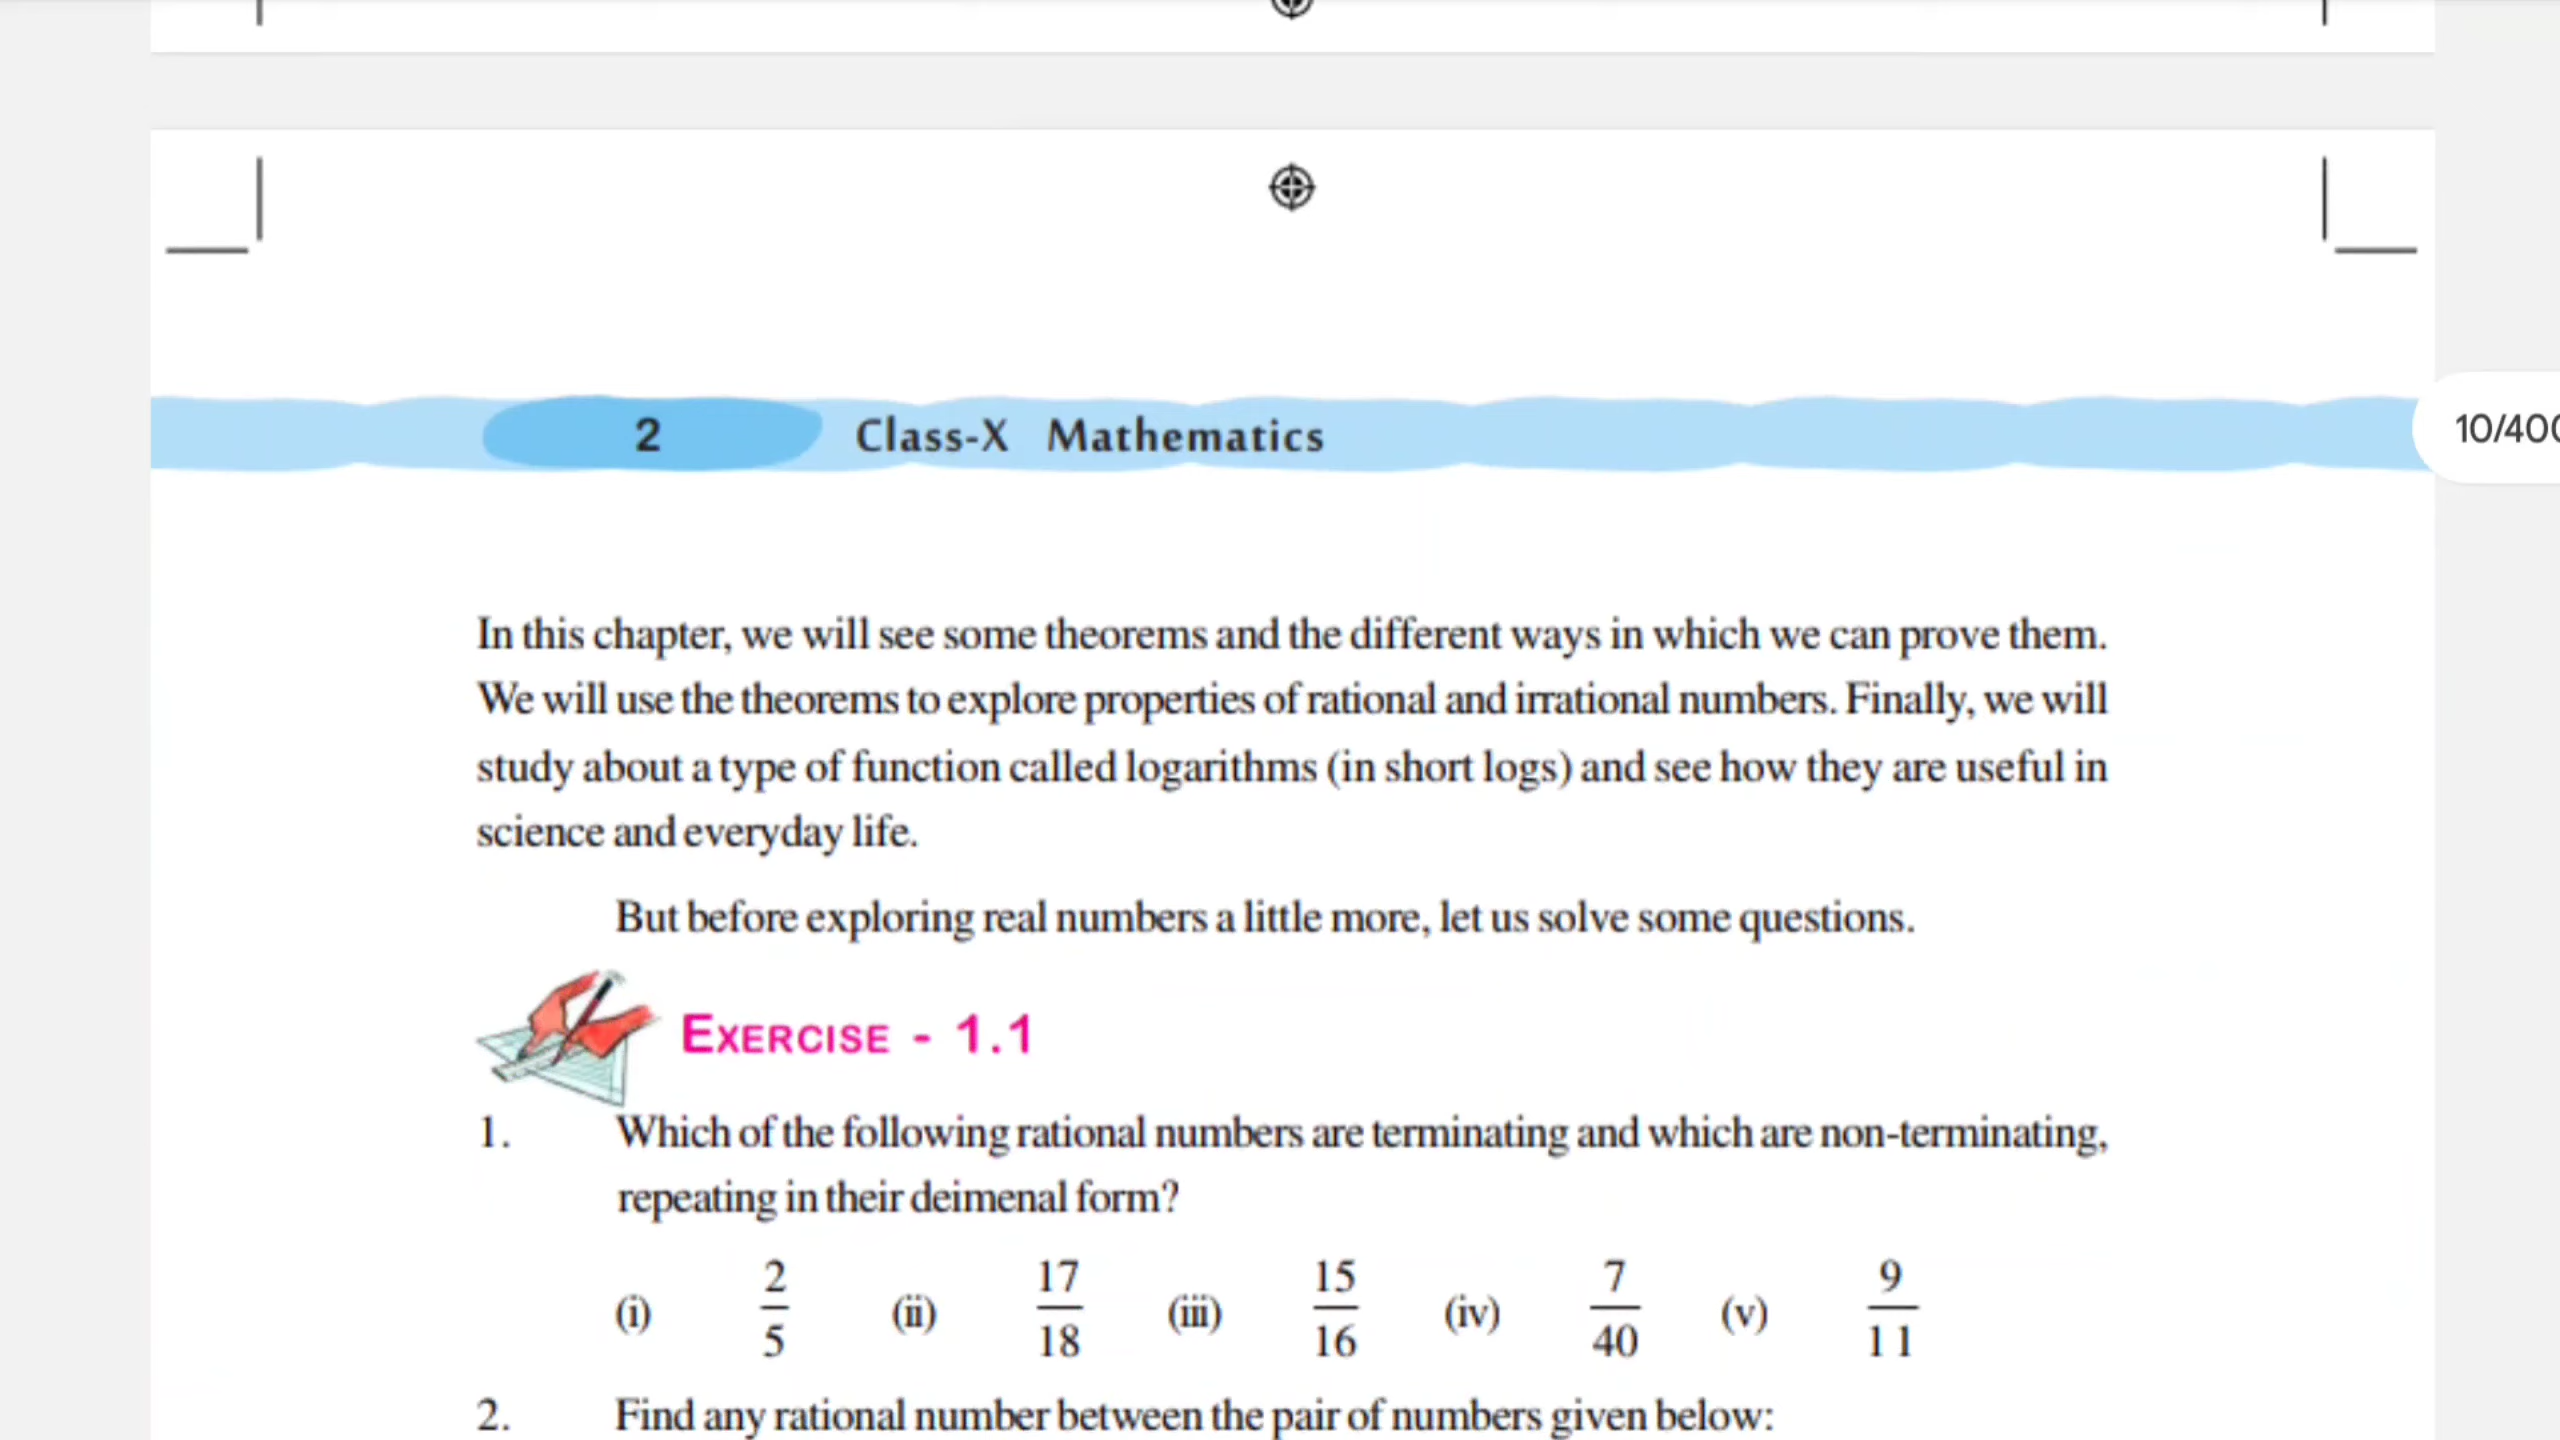 2 Class-X Mathematics
10/400
In this chapter, we will see some theorems and the different ways in which we can prove them.
We will use the theorems to explore properties of rational and irrational numbers. Finally, we will
study about a type of function called logarithms (in short logs) and see how they are useful in
science and everyday life.
But before exploring real numbers a little more, let us solve some questions.
EXERCISE - 1.1
1. Which of the following rational numbers are terminating and which are non-terminating,
repeating in their deimenal form?
(i) 2/5 (ii) 17/18 (iii) 15/16 (iv) 7/40 (v) 9/11
2. Find any rational number between the pair of numbers given below: